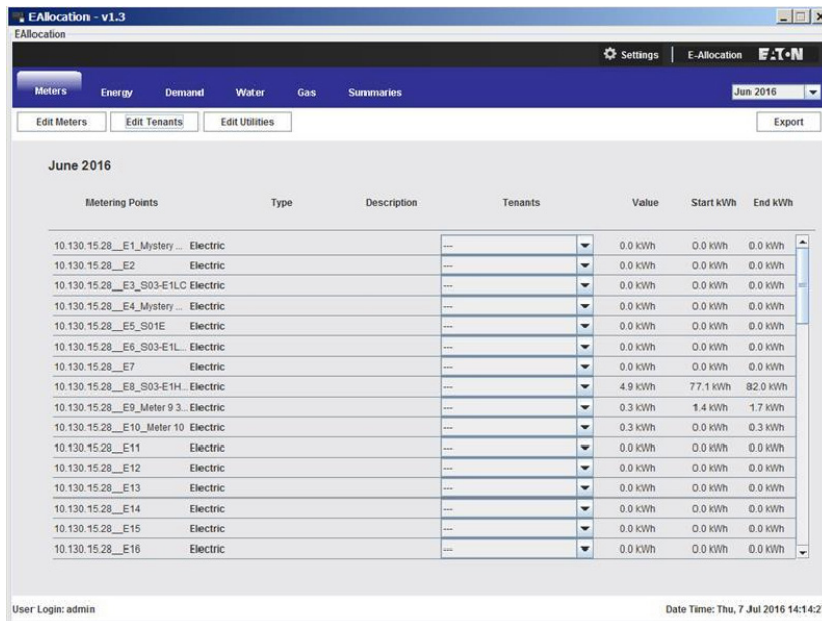 EAllocation - v1.3
EAllocation
Settings E-Allocation EATON
Meters Energy Demand Water Gas Summaries Jun 2016
Edit Meters Edit Tenants Edit Utilities Export
June 2016
Metering Points Type Description Tenants Value Start kWh End kWh
10.130.15.28__E1_Mystery ... Electric --- 0.0 kWh 0.0 kWh 0.0 kWh
10.130.15.28__E2 Electric --- 0.0 kWh 0.0 kWh 0.0 kWh
10.130.15.28__E3_S03-E1LC Electric --- 0.0 kWh 0.0 kWh 0.0 kWh
10.130.15.28__E4_Mystery ... Electric --- 0.0 kWh 0.0 kWh 0.0 kWh
10.130.15.28__E5_S01E Electric --- 0.0 kWh 0.0 kWh 0.0 kWh
10.130.15.28__E6_S03-E1L... Electric --- 0.0 kWh 0.0 kWh 0.0 kWh
10.130.15.28__E7 Electric --- 0.0 kWh 0.0 kWh 0.0 kWh
10.130.15.28__E8_S03-E1H... Electric --- 4.9 kWh 77.1 kWh 82.0 kWh
10.130.15.28__E9_Meter 9 3... Electric --- 0.3 kWh 1.4 kWh 1.7 kWh
10.130.15.28__E10_Meter 10 Electric --- 0.3 kWh 0.0 kWh 0.3 kWh
10.130.15.28__E11 Electric --- 0.0 kWh 0.0 kWh 0.0 kWh
10.130.15.28__E12 Electric --- 0.0 kWh 0.0 kWh 0.0 kWh
10.130.15.28__E13 Electric --- 0.0 kWh 0.0 kWh 0.0 kWh
10.130.15.28__E14 Electric --- 0.0 kWh 0.0 kWh 0.0 kWh
10.130.15.28__E15 Electric --- 0.0 kWh 0.0 kWh 0.0 kWh
10.130.15.28__E16 Electric --- 0.0 kWh 0.0 kWh 0.0 kWh
User Login: admin Date Time: Thu, 7 Jul 2016 14:14:2